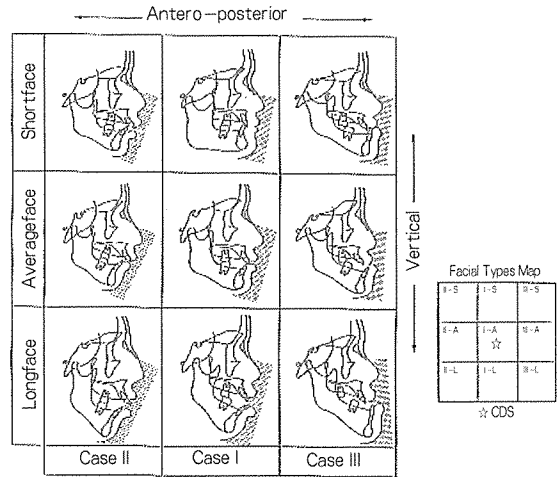 Antero-posterior
Shortface
Averageface
Longface
Case II
Case I
Case III
Vertical
Facial Types Map
II-S I-S III-S
II-A I-A III-A
II-L I-L III-L
☆ CDS